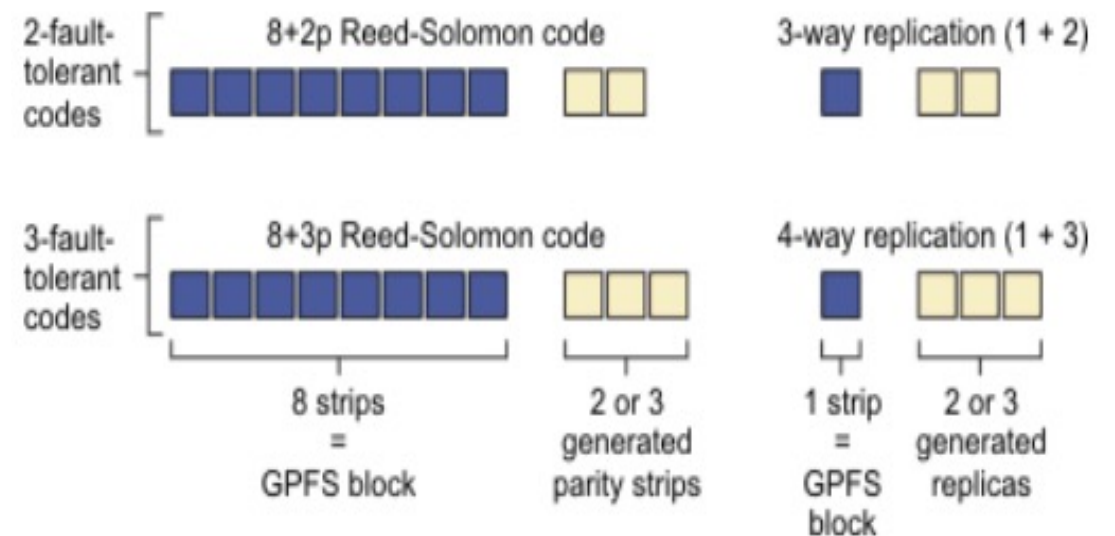 2-fault-
tolerant
codes
8+2p Reed-Solomon code
3-way replication (1 + 2)
3-fault-
tolerant
codes
8+3p Reed-Solomon code
4-way replication (1 + 3)
8 strips
=
GPFS block
2 or 3
generated
parity strips
1 strip
=
GPFS
block
2 or 3
generated
replicas